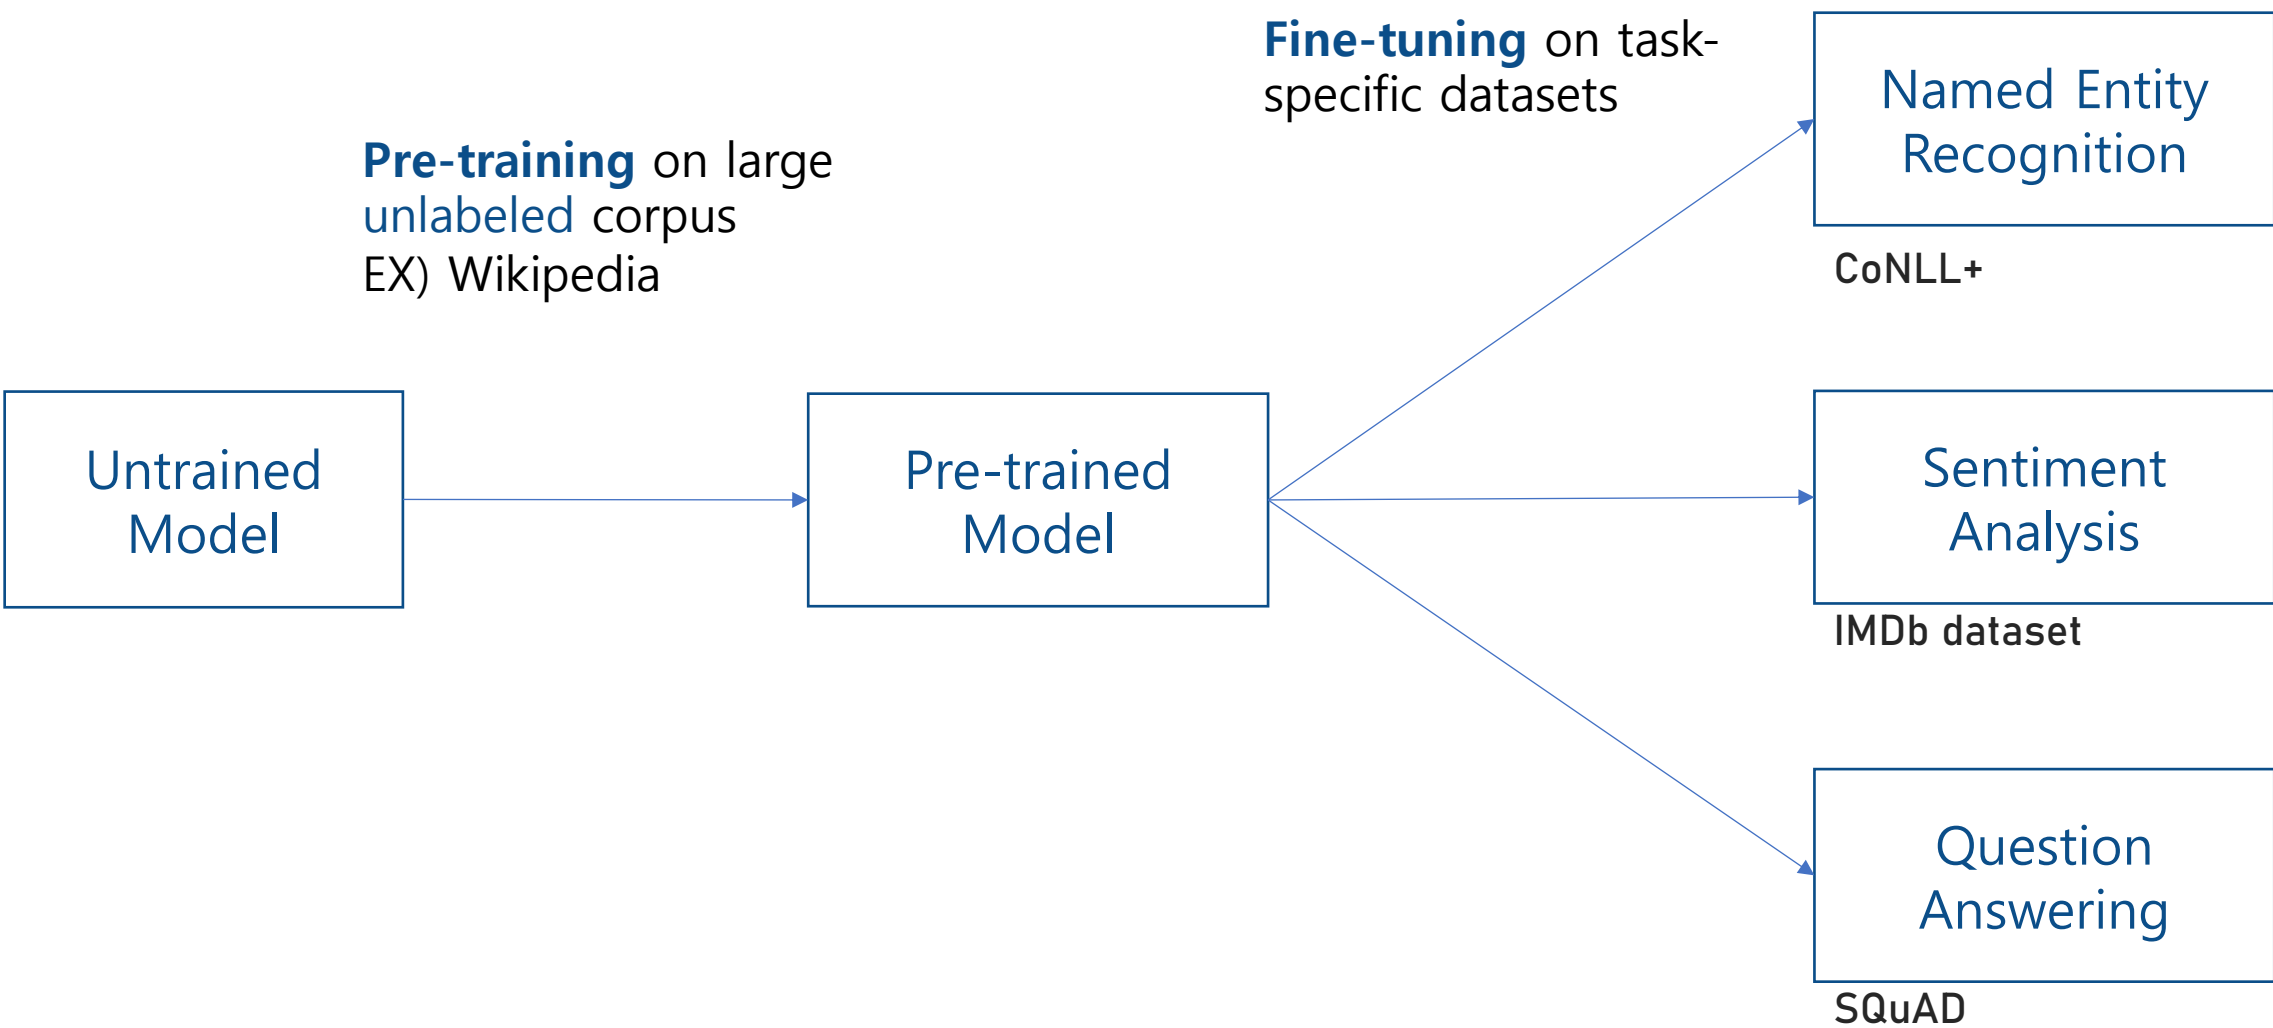 Fine-tuning on task-
specific datasets
Named Entity
Recognition
CoNLL+
Pre-training on large
unlabeled corpus
EX) Wikipedia
Untrained
Model
Pre-trained
Model
Sentiment
Analysis
IMDb dataset
Question
Answering
SQuAD